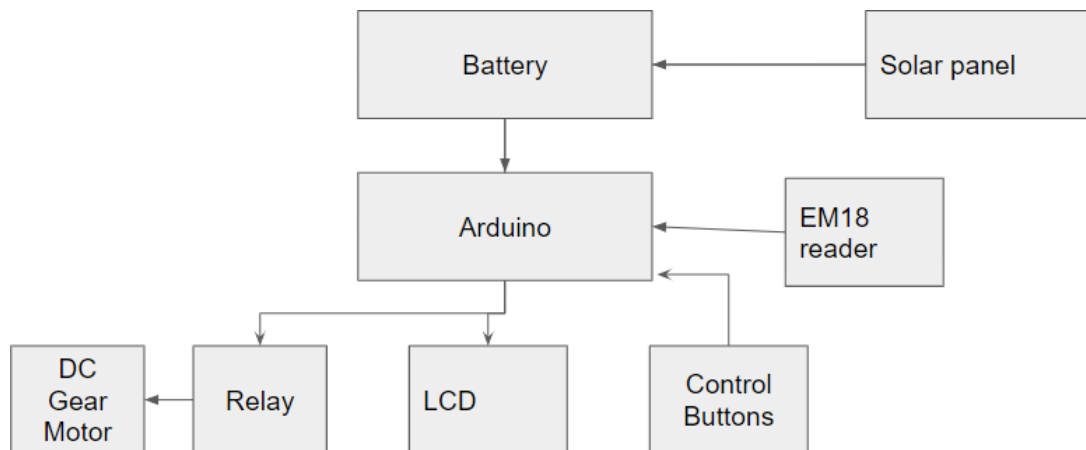 Battery
Solar panel
Arduino
EM18
reader
DC
Gear
Motor
Relay
LCD
Control
Buttons